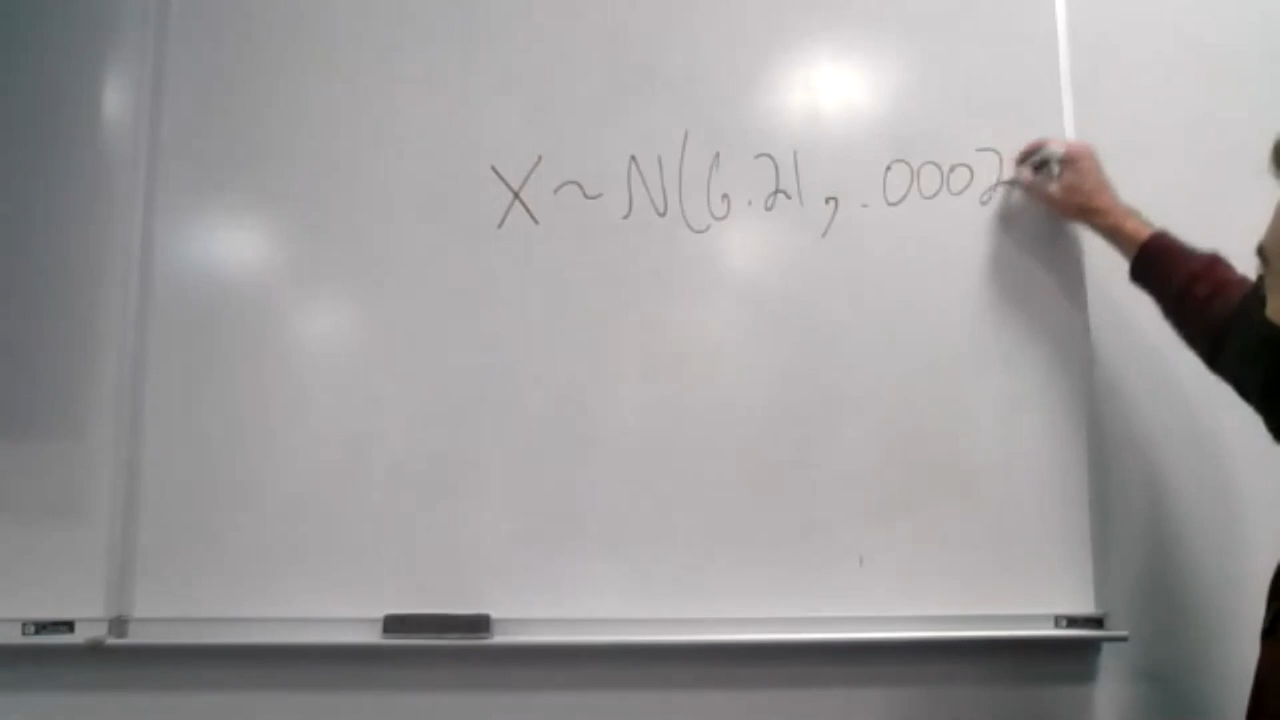 X ~ N(6.21, .0002